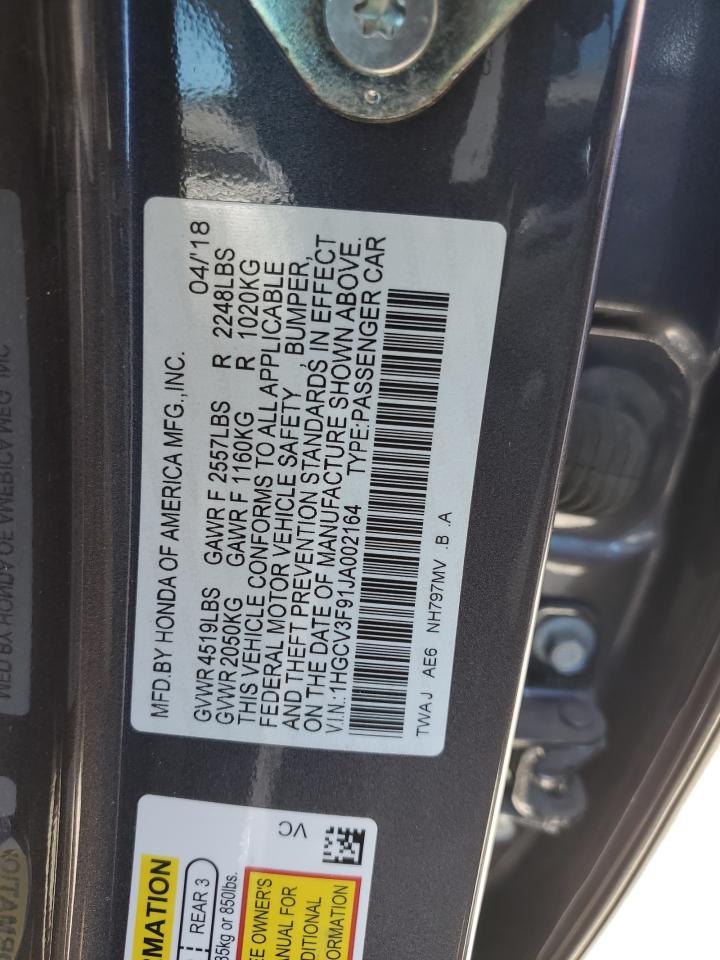 MFD.BY HONDA OF AMERICA MFG.,INC. 04/'18
GVWR 4519LBS GAWR F 2557LBS R 2248LBS
GVWR 2050KG GAWR F 1160KG R 1020KG
THIS VEHICLE CONFORMS TO ALL APPLICABLE
FEDERAL MOTOR VEHICLE SAFETY, BUMPER,
AND THEFT PREVENTION STANDARDS IN EFFECT
ON THE DATE OF MANUFACTURE SHOWN ABOVE.
V.I.N.:1HGCV3F91JA002164 TYPE:PASSENGER CAR
TWAJ AE6 NH797MV .B .A
RMATION
REAR 3
35kg or 850lbs.
E OWNER'S
ANUAL FOR
DITIONAL
ORMATION
VC